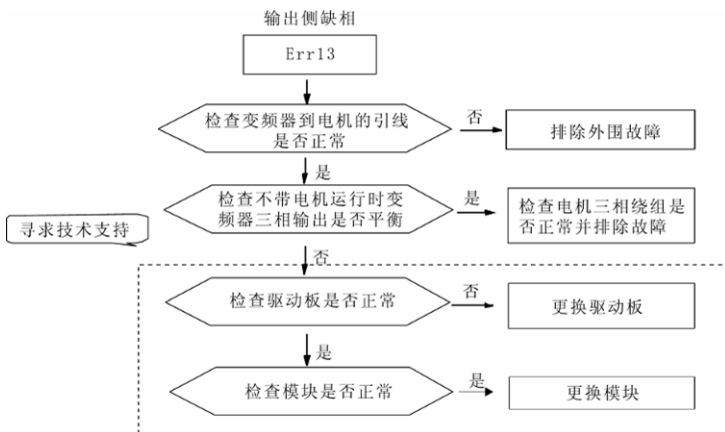 输出侧缺相
Err13
检查变频器到电机的引线
是否正常
否
排除外围故障
是
检查不带电机运行时变
频器三相输出是否平衡
是
检查电机三相绕组是
否正常并排除故障
寻求技术支持
否
检查驱动板是否正常
否
更换驱动板
是
检查模块是否正常
是
更换模块